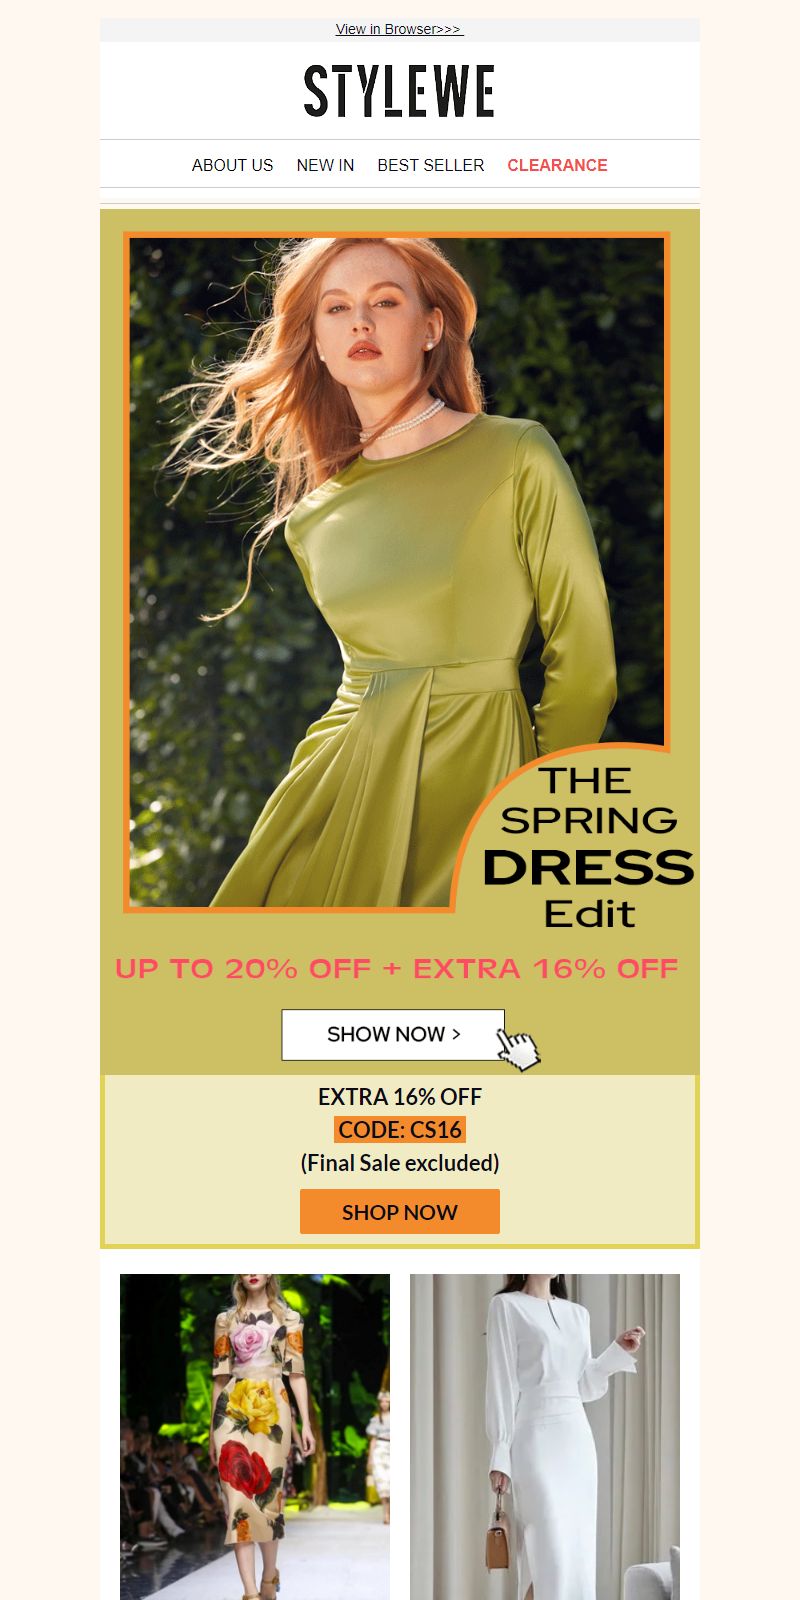 View in Browser>>>
STYLEWE
ABOUT US NEW IN BEST SELLER CLEARANCE
THE
SPRING
DRESS
Edit
UP TO 20% OFF + EXTRA 16% OFF
SHOW NOW >
EXTRA 16% OFF
CODE: CS16
(Final Sale excluded)
SHOP NOW